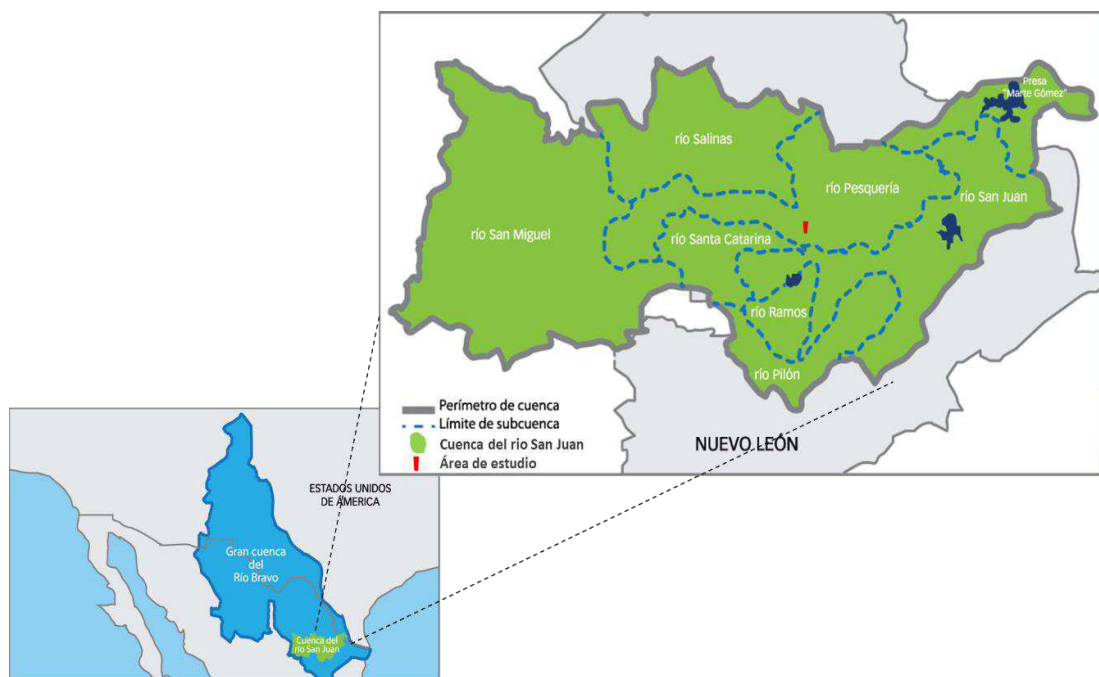 Presa
"Marte Gómez"
río Salinas
río Pesquería
río San Juan
río San Miguel
río Santa Catarina
río Ramos
río Pilón
Perímetro de cuenca
Límite de subcuenca
Cuenca del rio San Juan
Área de estudio
NUEVO LEÓN
ESTADOS UNIDOS
DE ÁMERICA
Gran cuenca
del
Río Bravo
Cuenca del
río San Juan